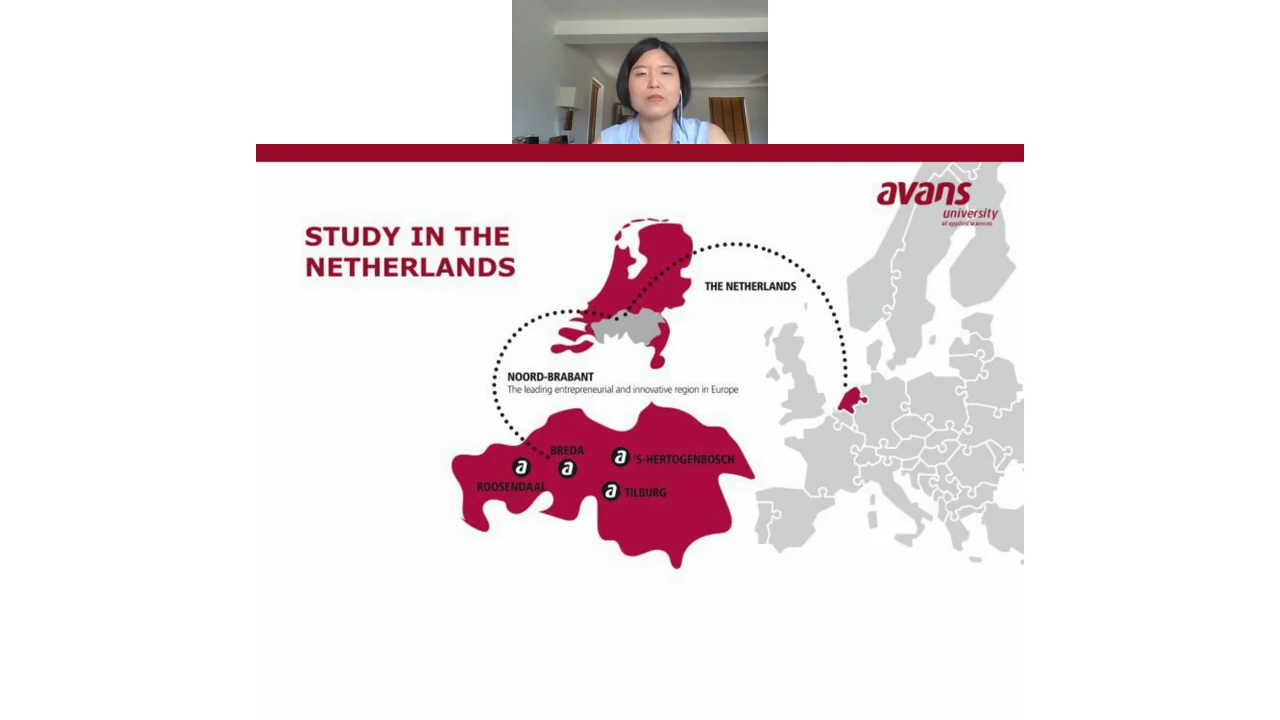 avans
university
of applied sciences
STUDY IN THE
NETHERLANDS
THE NETHERLANDS
NOORD-BRABANT
The leading entrepreneurial and innovative region in Europe
BREDA
a
a
a
'S-HERTOGENBOSCH
ROOSENDAAL
a
TILBURG